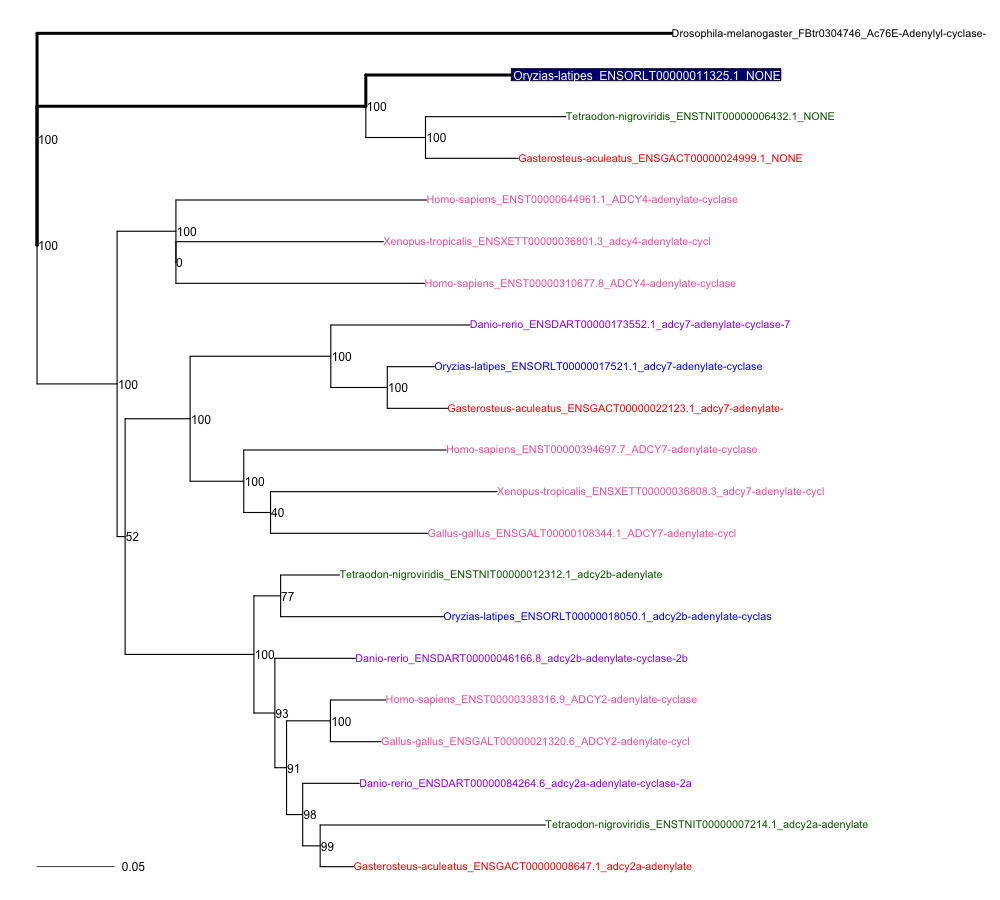 Drosophila-melanogaster_FBtr0304746_Ac76E-Adenylyl-cyclase-
Oryzias-latipes_ENSORLT00000011325.1_NONE
100
Tetraodon-nigroviridis_ENSTNIT00000006432.1_NONE
100
100
Gasterosteus-aculeatus_ENSGACT00000024999.1_NONE
Homo-sapiens_ENST00000644961.1_ADCY4-adenylate-cyclase
100
Xenopus-tropicalis_ENSXETT00000036801.3_adcy4-adenylate-cycl
100
0
Homo-sapiens_ENST00000310677.8_ADCY4-adenylate-cyclase
Danio-rerio_ENSDART00000173552.1_adcy7-adenylate-cyclase-7
100
Oryzias-latipes_ENSORLT00000017521.1_adcy7-adenylate-cyclase
100
100
Gasterosteus-aculeatus_ENSGACT00000022123.1_adcy7-adenylate-
100
Homo-sapiens_ENST00000394697.7_ADCY7-adenylate-cyclase
100
Xenopus-tropicalis_ENSXETT00000036808.3_adcy7-adenylate-cycl
40
Gallus-gallus_ENSGALT00000108344.1_ADCY7-adenylate-cycl
52
Tetraodon-nigroviridis_ENSTNIT00000012312.1_adcy2b-adenylate
77
Oryzias-latipes_ENSORLT00000018050.1_adcy2b-adenylate-cyclas
100
Danio-rerio_ENSDART00000046166.8_adcy2b-adenylate-cyclase-2b
Homo-sapiens_ENST00000338316.9_ADCY2-adenylate-cyclase
93
100
Gallus-gallus_ENSGALT00000021320.6_ADCY2-adenylate-cycl
91
Danio-rerio_ENSDART00000084264.6_adcy2a-adenylate-cyclase-2a
98
Tetraodon-nigroviridis_ENSTNIT00000007214.1_adcy2a-adenylate
99
Gasterosteus-aculeatus_ENSGACT00000008647.1_adcy2a-adenylate
0.05